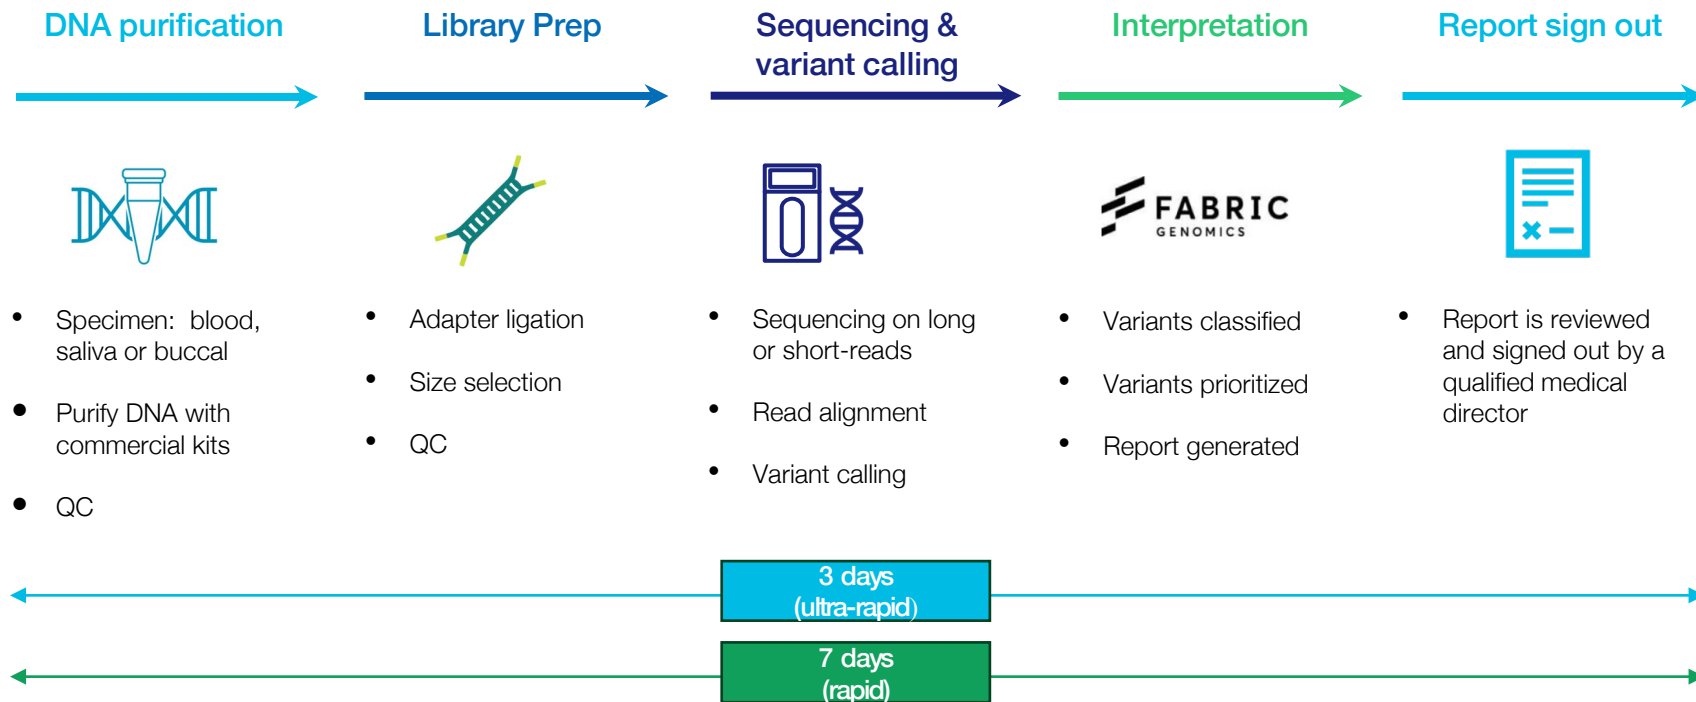 DNA purification
Library Prep
Sequencing &
variant calling
Interpretation
Report sign out
FABRIC
GENOMICS
• Specimen:  blood,
saliva or buccal
• Purify DNA with
commercial kits
• QC
• Adapter ligation
• Size selection
• QC
• Sequencing on long
or short-reads
• Read alignment
• Variant calling
• Variants classified
• Variants prioritized
• Report generated
• Report is reviewed
and signed out by a
qualified medical
director
3 days
(ultra-rapid)
7 days
(rapid)